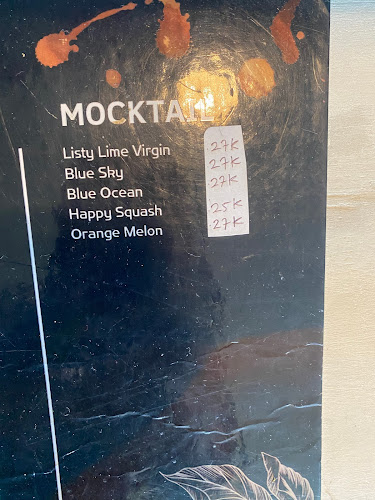 MOCKTAIL
Listy Lime Virgin 27K
Blue Sky 27K
Blue Ocean 27K
Happy Squash 25K
Orange Melon 27K